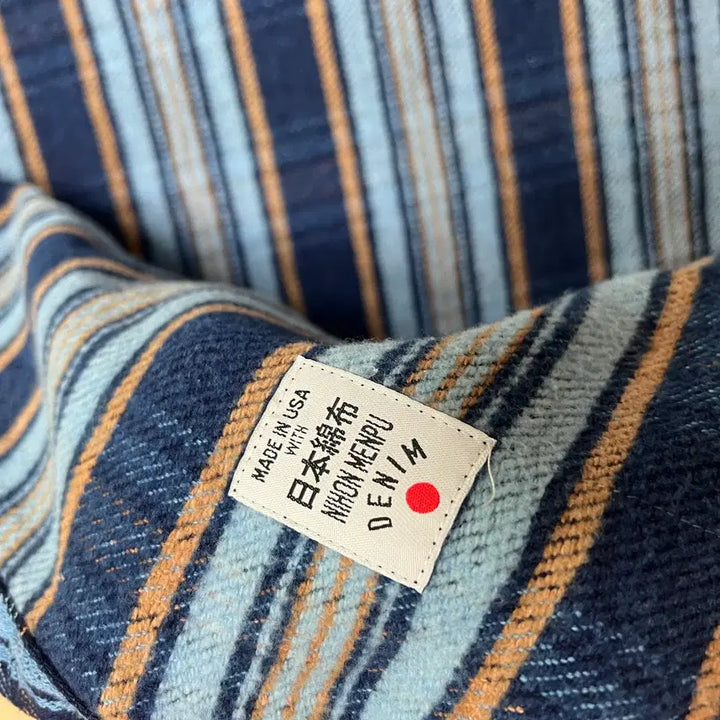 MADE IN USA
WITH
日本綿布
NIHON MENPU
DENIM